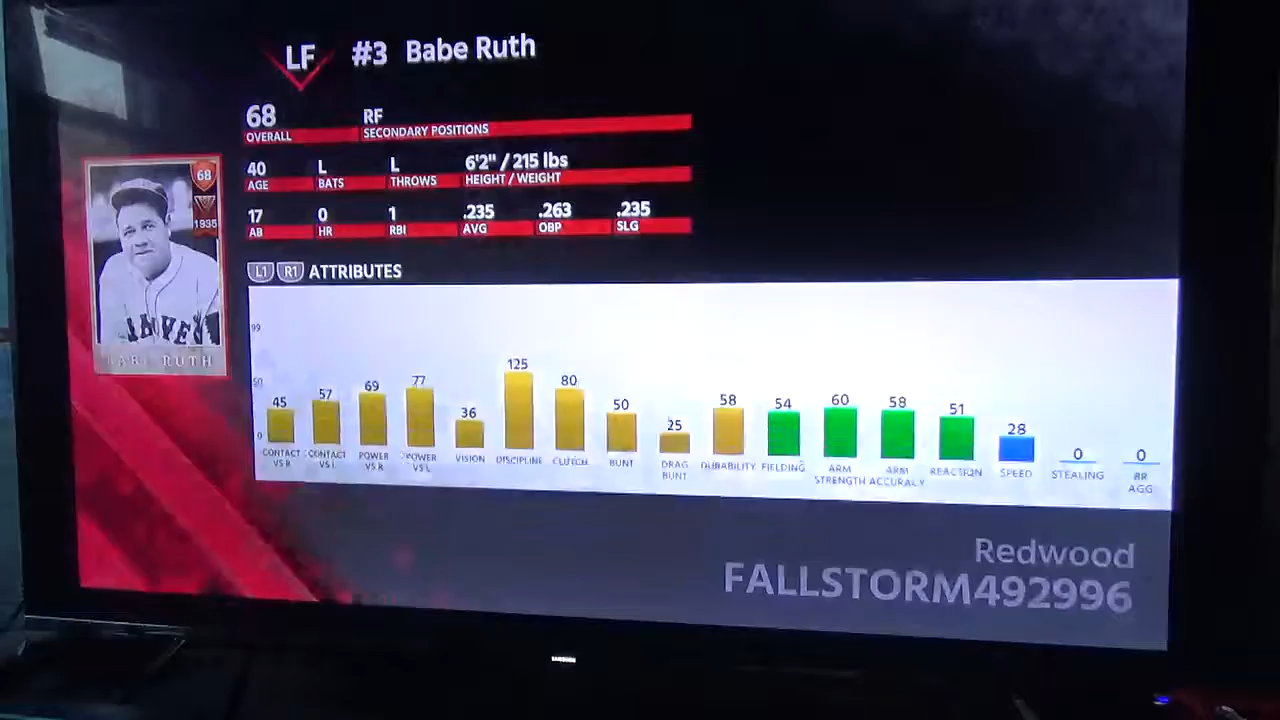 LF #3 Babe Ruth
68 RF
OVERALL SECONDARY POSITIONS
40 L L 6'2" / 215 lbs
AGE BATS THROWS HEIGHT / WEIGHT
17 0 1 .235 .263 .235
AB HR RBI AVG OBP SLG
68
1935
RUTH
L1 R1 ATTRIBUTES
99
50
0
45 57 69 77 36 125 80 50 25 58 54 60 58 51 28 0 0
CONTACT VS R CONTACT VS L POWER VS R POWER VS L VISION DISCIPLINE CLUTCH BUNT DRAG BUNT DURABILITY FIELDING ARM STRENGTH ARM ACCURACY REACTION SPEED STEALING BR AGG
Redwood
FALLSTORM492996
SAMSUNG